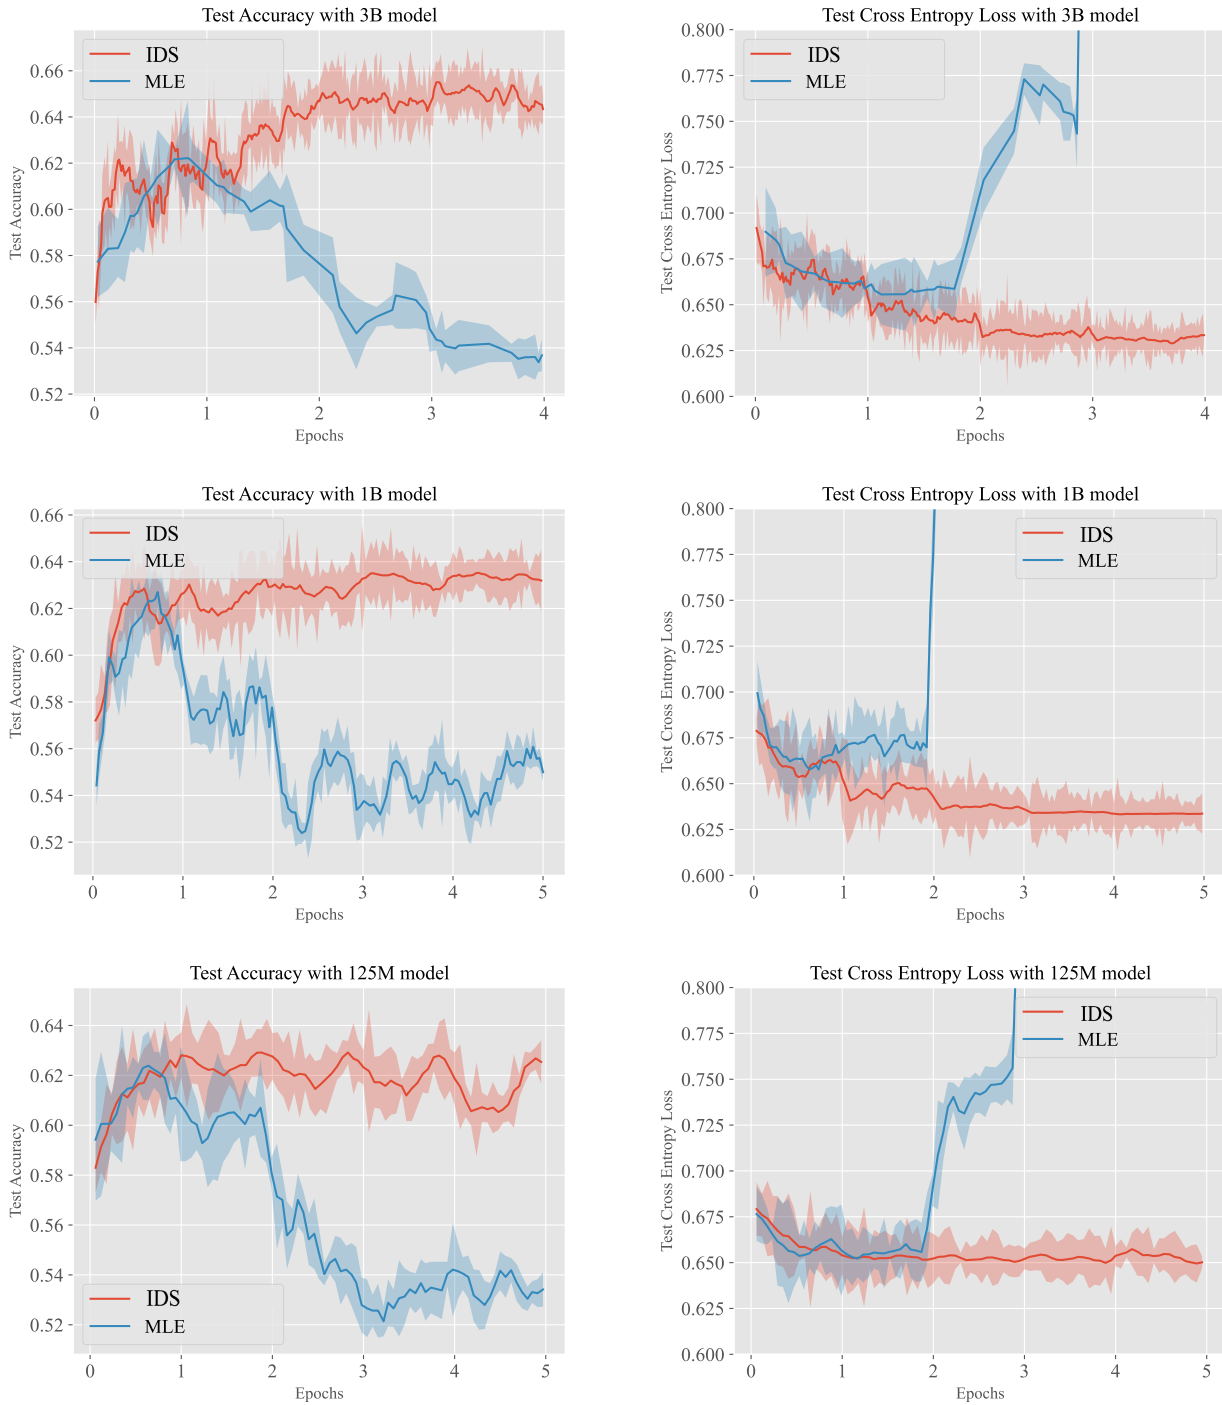 Test Accuracy with 3B model
IDS
MLE
0.66
0.64
0.62
0.60
0.58
0.56
0.54
0.52
Test Accuracy
0 1 2 3 4
Epochs
Test Cross Entropy Loss with 3B model
IDS
MLE
0.800
0.775
0.750
0.725
0.700
0.675
0.650
0.625
0.600
Test Cross Entropy Loss
0 1 2 3 4
Epochs
Test Accuracy with 1B model
IDS
MLE
0.66
0.64
0.62
0.60
0.58
0.56
0.54
0.52
Test Accuracy
0 1 2 3 4 5
Epochs
Test Cross Entropy Loss with 1B model
IDS
MLE
0.800
0.775
0.750
0.725
0.700
0.675
0.650
0.625
0.600
Test Cross Entropy Loss
0 1 2 3 4 5
Epochs
Test Accuracy with 125M model
0.64
0.62
0.60
0.58
0.56
0.54
0.52
Test Accuracy
IDS
MLE
0 1 2 3 4 5
Epochs
Test Cross Entropy Loss with 125M model
IDS
MLE
0.800
0.775
0.750
0.725
0.700
0.675
0.650
0.625
0.600
Test Cross Entropy Loss
0 1 2 3 4 5
Epochs